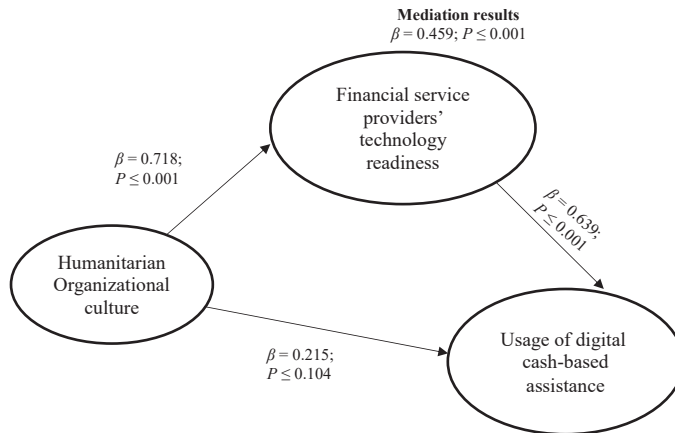 Mediation results
β = 0.459; P ≤ 0.001
Financial service
providers'
technology
readiness
β = 0.718;
P ≤ 0.001
β = 0.639;
P ≤ 0.001
Humanitarian
Organizational
culture
β = 0.215;
P ≤ 0.104
Usage of digital
cash-based
assistance